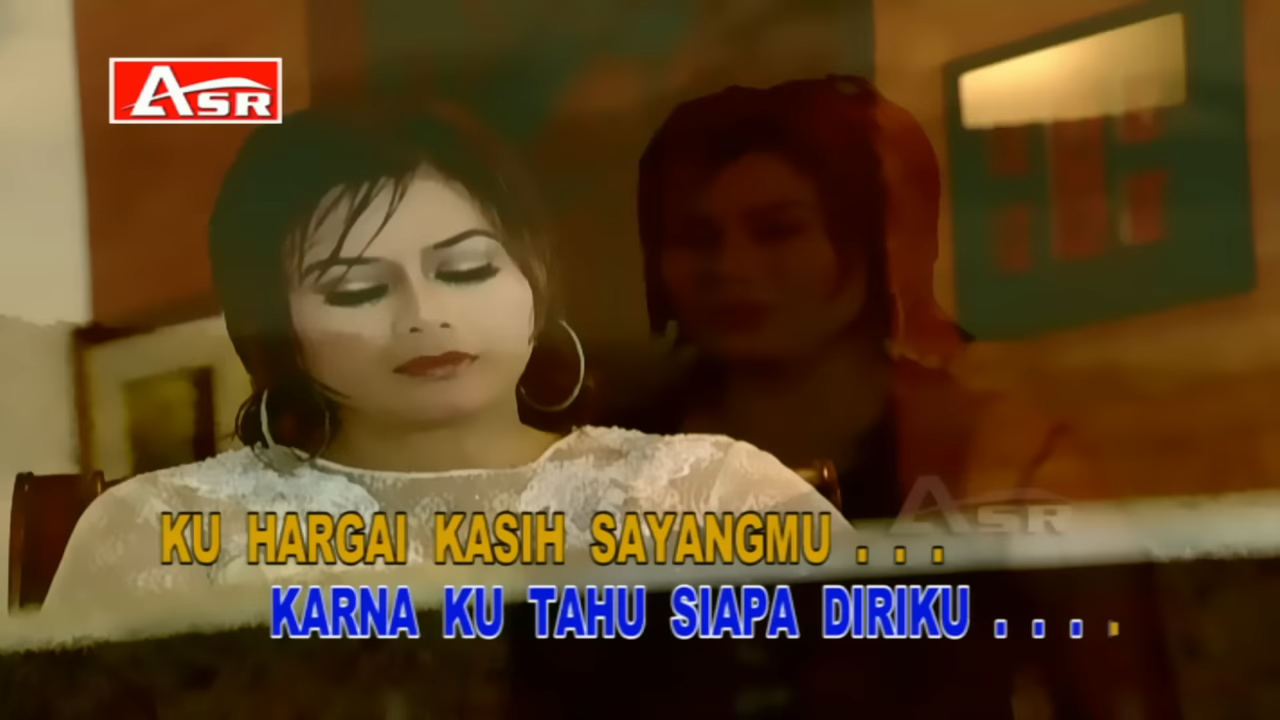 ASR
KU HARGAI KASIH SAYANGMU . . .
ASR
KARNA KU TAHU SIAPA DIRIKU . . . .